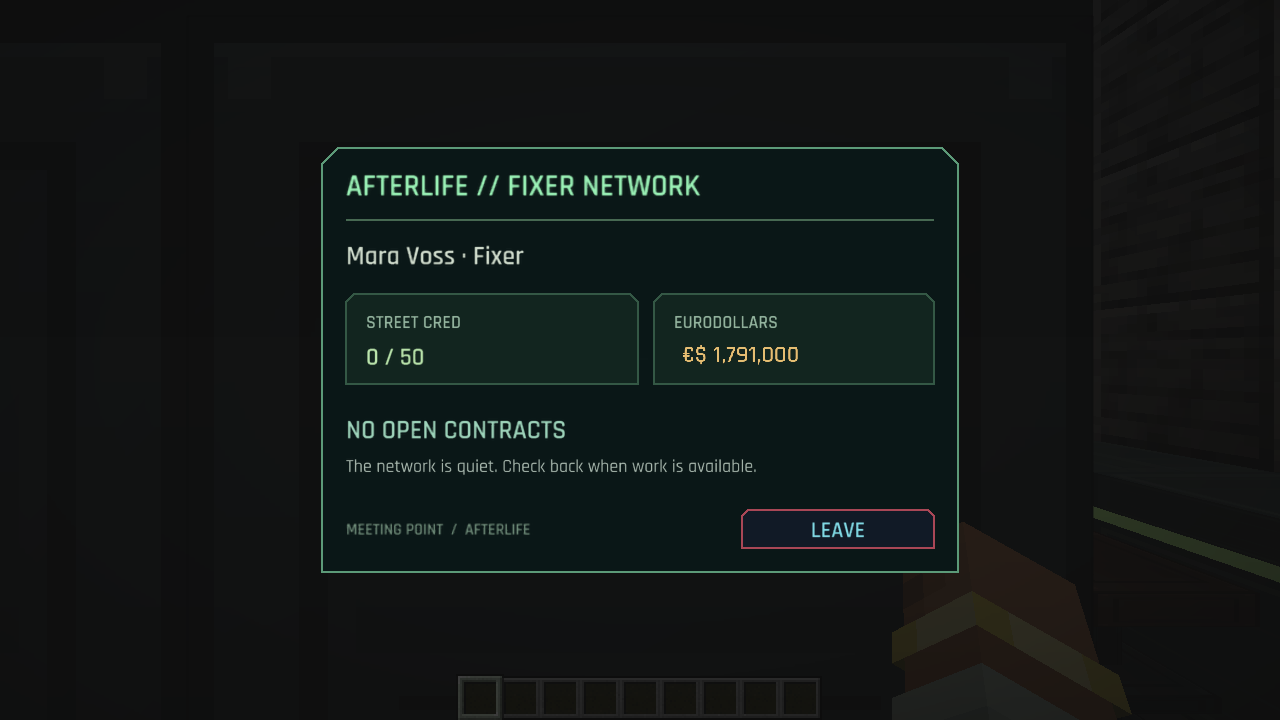 AFTERLIFE // FIXER NETWORK
Mara Voss · Fixer
STREET CRED
0 / 50
EURODOLLARS
€$ 1,791,000
NO OPEN CONTRACTS
The network is quiet. Check back when work is available.
MEETING POINT / AFTERLIFE
LEAVE